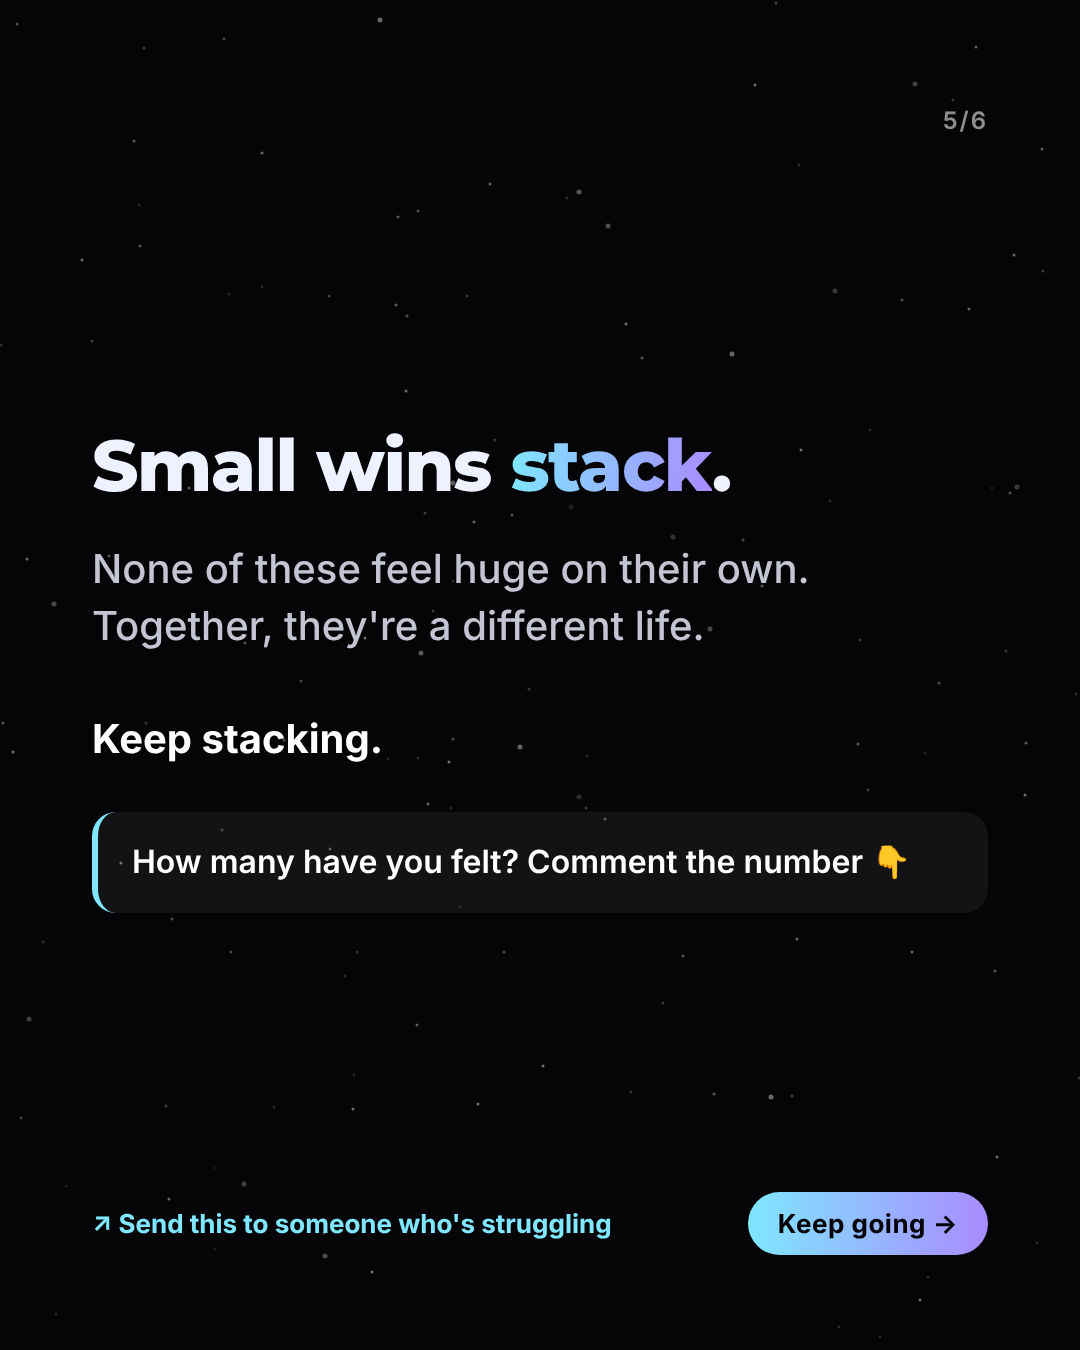 5/6
Small wins stack.
None of these feel huge on their own.
Together, they're a different life.
Keep stacking.
How many have you felt? Comment the number 👇
↗ Send this to someone who's struggling
Keep going →